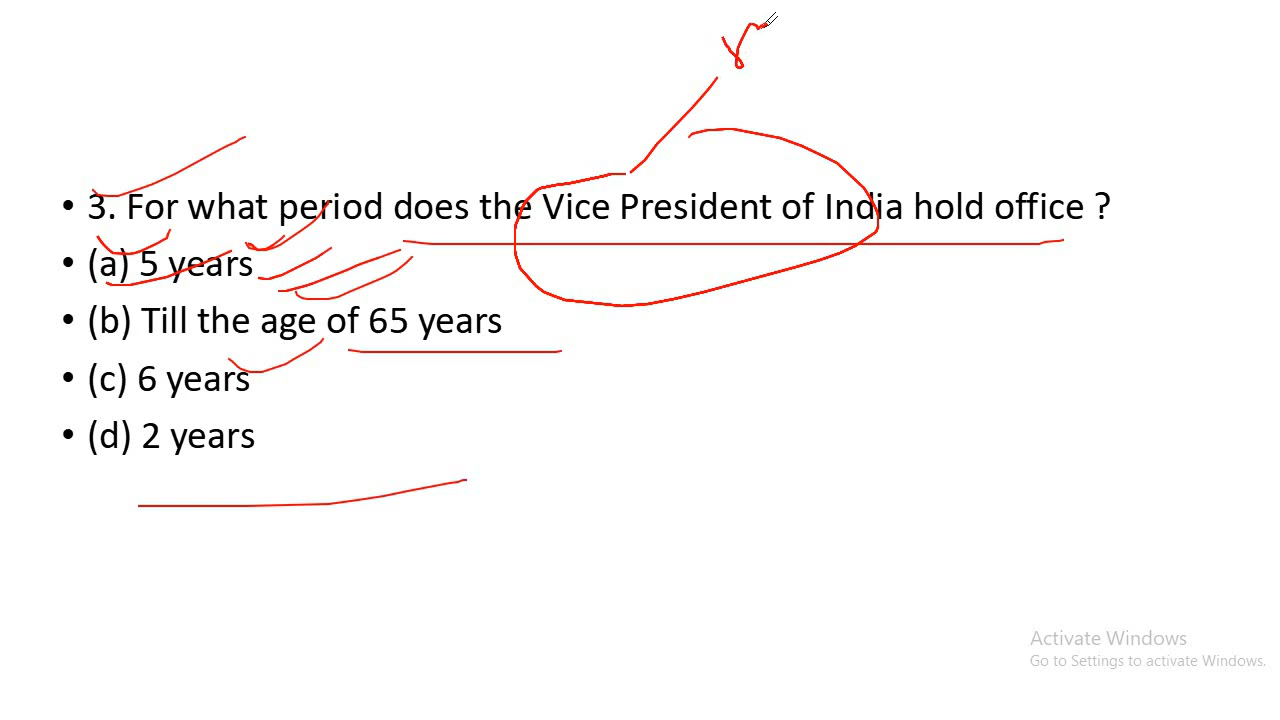 • 3. For what period does the Vice President of India hold office ?
• (a) 5 years
• (b) Till the age of 65 years
• (c) 6 years
• (d) 2 years
Activate Windows
Go to Settings to activate Windows.